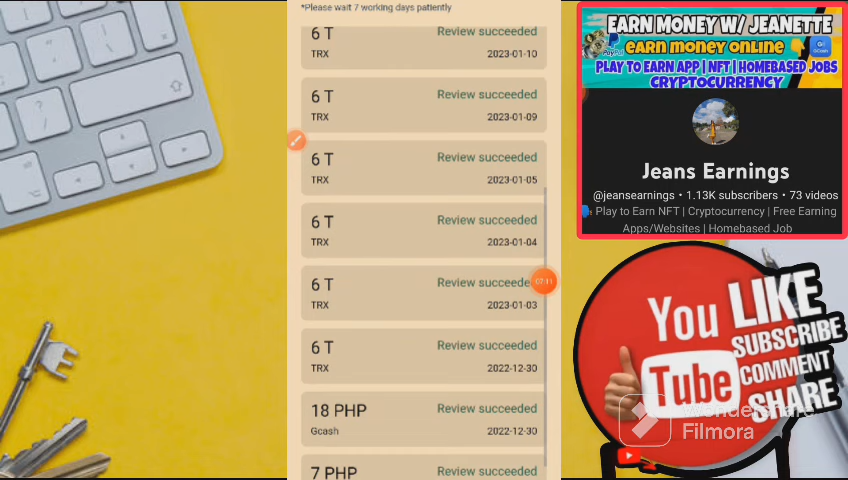 *Please wait 7 working days patiently
6 T
Review succeeded
TRX
2023-01-10
6 T
Review succeeded
TRX
2023-01-09
6 T
Review succeeded
TRX
2023-01-05
6 T
Review succeeded
TRX
2023-01-04
6 T
Review succeede
07:11
TRX
2023-01-03
6 T
Review succeeded
TRX
2022-12-30
18 PHP
Review succeeded
Gcash
2022-12-30
7 PHP
Review succeeded
EARN MONEY W/ JEANETTE
PayPal
EARN MONEY ONLINE
GCash
PLAY TO EARN APP | NFT | HOMEBASED JOBS
CRYPTOCURRENCY
Jeans Earnings
@jeansearnings • 1.13K subscribers • 73 videos
Play to Earn NFT | Cryptocurrency | Free Earning
Apps/Websites | Homebased Job
You
Tube
LIKE
SUBSCRIBE
COMMENT
SHARE
Wondershare
Filmora